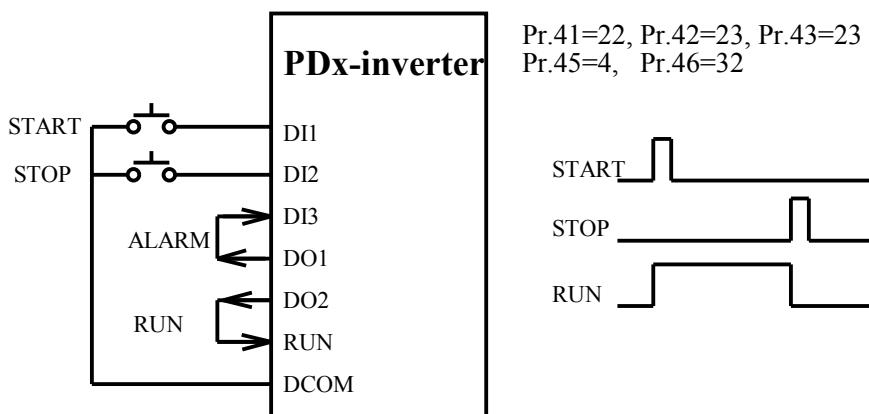 Pr.41=22, Pr.42=23, Pr.43=23
Pr.45=4, Pr.46=32
PDx-inverter
START
DI1
STOP
DI2
DI3
ALARM
DO1
DO2
RUN
RUN
DCOM
START
STOP
RUN